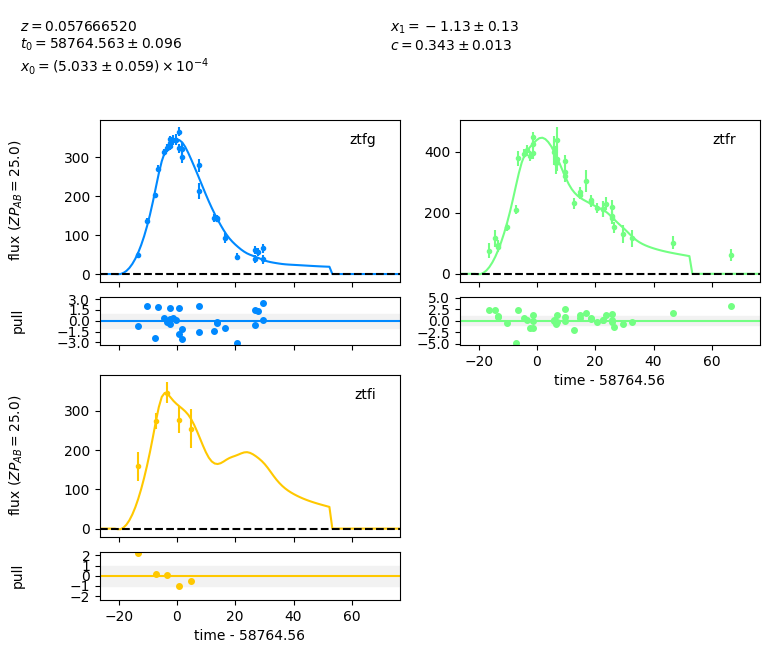 z = 0.057666520
t₀ = 58764.563 ± 0.096
x₀ = (5.033 ± 0.059) × 10⁻⁴
x₁ = −1.13 ± 0.13
c = 0.343 ± 0.013
flux (ZP_AB = 25.0)
ztfg
300
200
100
0
pull
3.0
1.5
0.0
−1.5
−3.0
ztfr
400
200
0
5.0
2.5
0.0
−2.5
−5.0
−20 0 20 40 60
time - 58764.56
flux (ZP_AB = 25.0)
ztfi
300
200
100
0
pull
2
1
0
−1
−2
−20 0 20 40 60
time - 58764.56